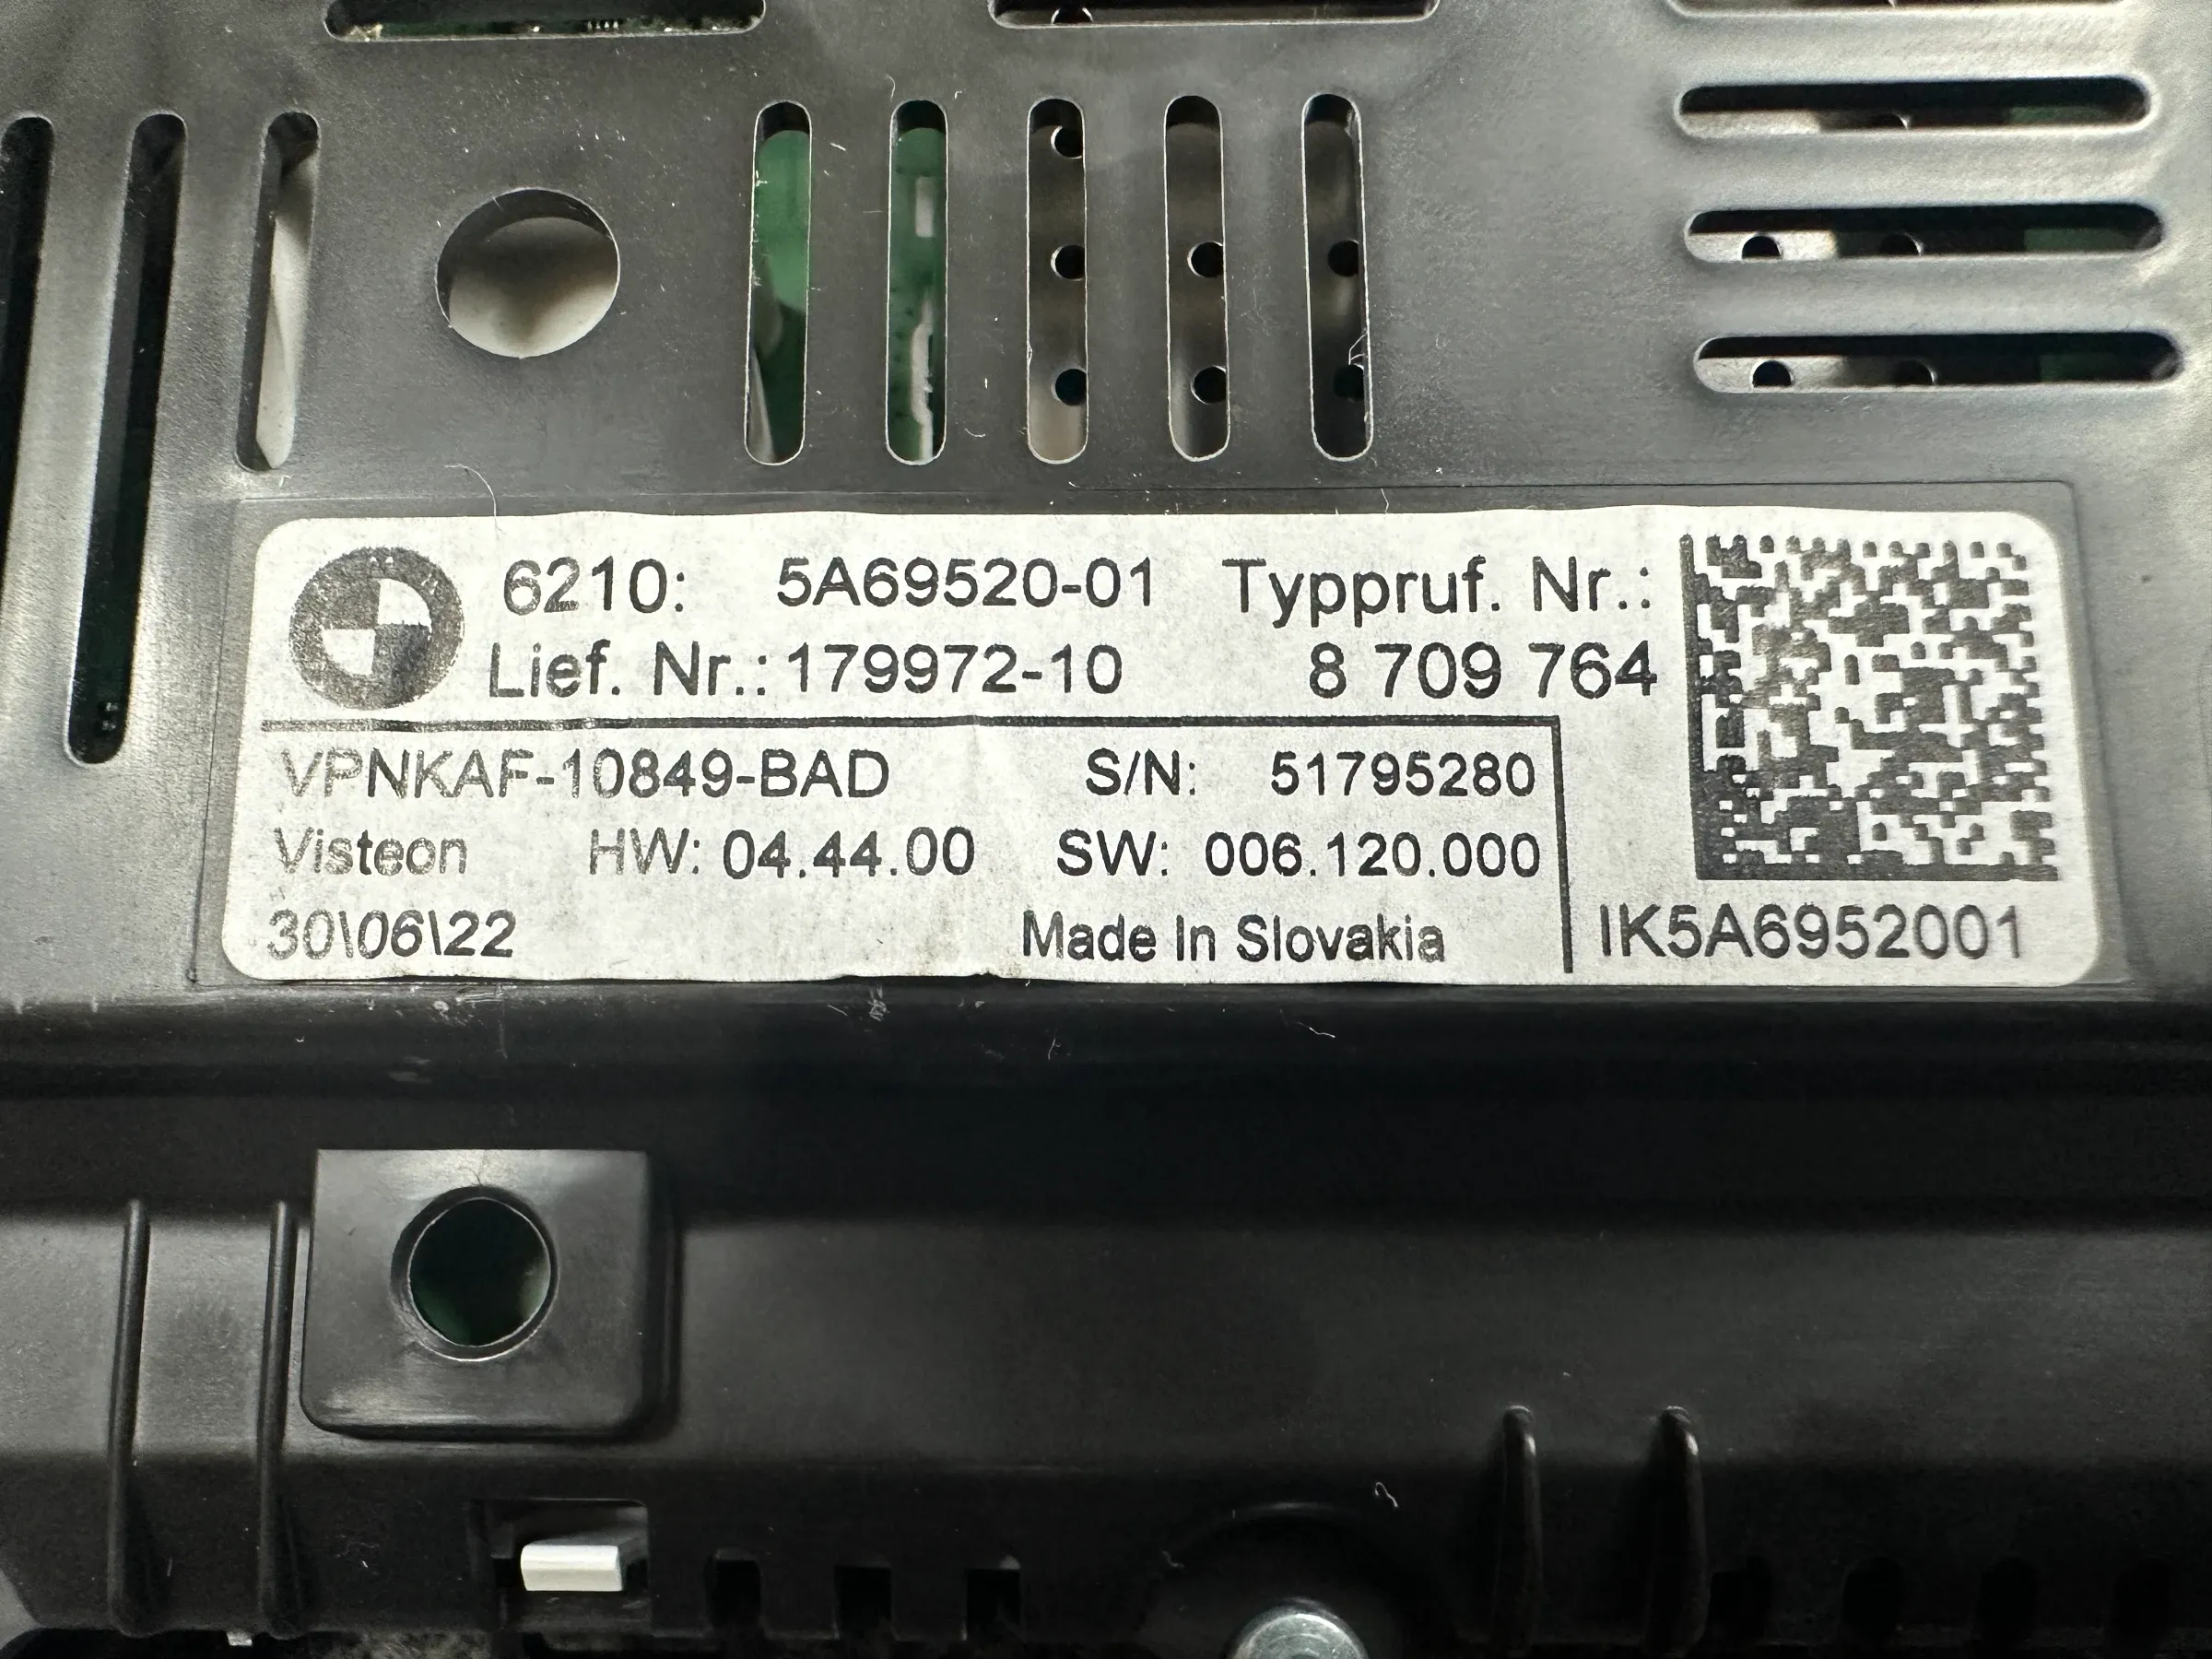 6210: 5A69520-01 Typpruf. Nr.:
Lief. Nr.: 179972-10 8 709 764
VPNKAF-10849-BAD S/N: 51795280
Visteon HW: 04.44.00 SW: 006.120.000
30\06\22 Made In Slovakia IK5A6952001